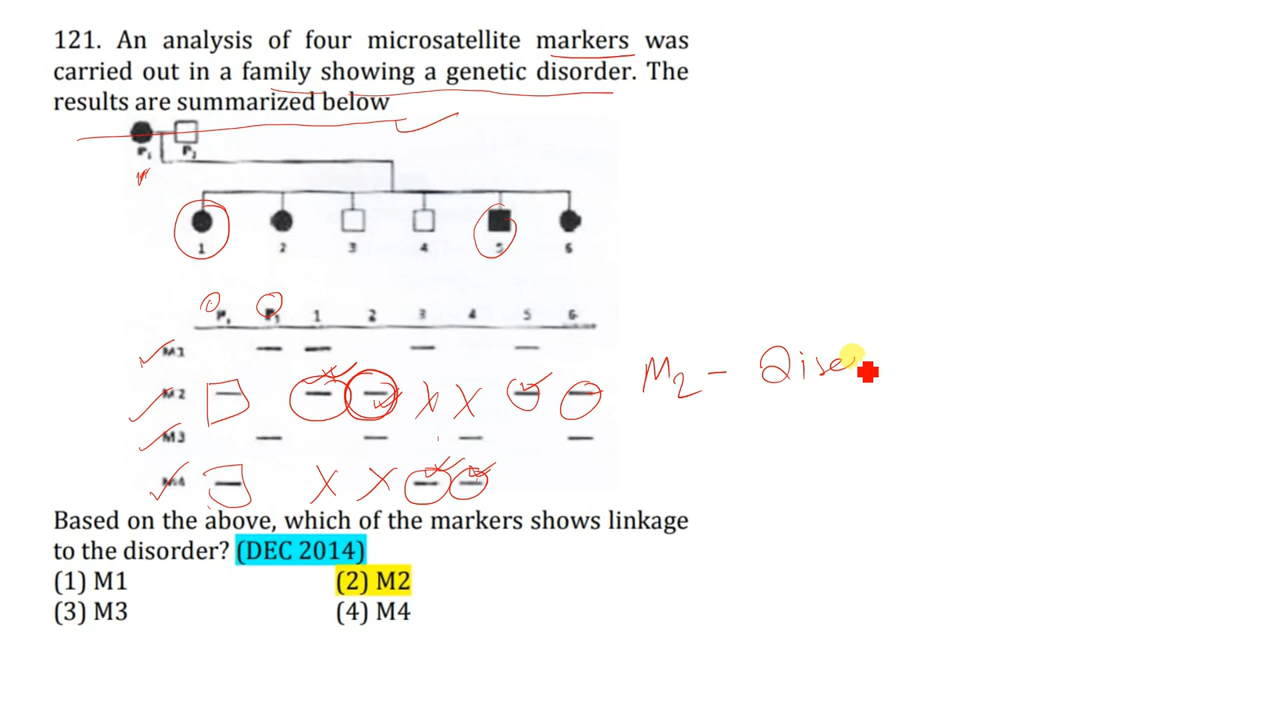 121. An analysis of four microsatellite markers was
carried out in a family showing a genetic disorder. The
results are summarized below
P₁ P₂
1 2 3 4 5 6
P₁ 1 2 3 4 5 6
M1
M2
M2 - Dise
M3
M4
Based on the above, which of the markers shows linkage
to the disorder? (DEC 2014)
(1) M1 (2) M2
(3) M3 (4) M4